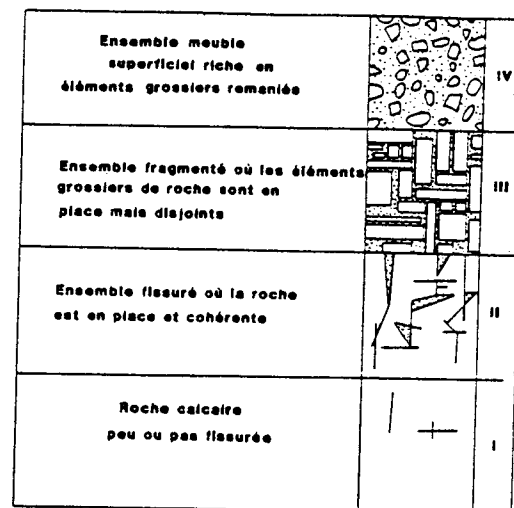 Ensemble meuble
superficiel riche en
éléments grossiers remaniés
IV
Ensemble fragmenté où les éléments
grossiers de roche sont en
place mais disjoints
III
Ensemble fissuré où la roche
est en place et cohérente
II
Roche calcaire
peu ou pas fissurée
I